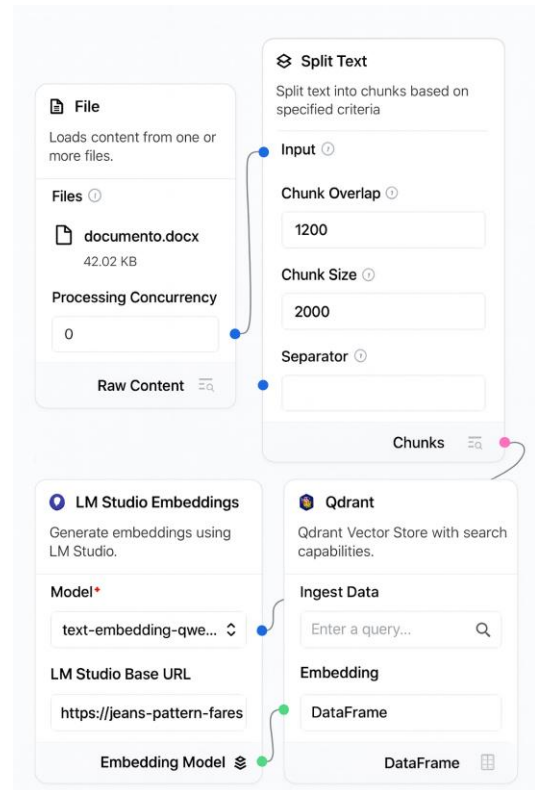 File
Loads content from one or
more files.
Files
documento.docx
42.02 KB
Processing Concurrency
0
Raw Content
Split Text
Split text into chunks based on
specified criteria
Input
Chunk Overlap
1200
Chunk Size
2000
Separator
Chunks
LM Studio Embeddings
Generate embeddings using
LM Studio.
Model*
text-embedding-qwe...
LM Studio Base URL
https://jeans-pattern-fares
Embedding Model
Qdrant
Qdrant Vector Store with search
capabilities.
Ingest Data
Enter a query...
Embedding
DataFrame
DataFrame